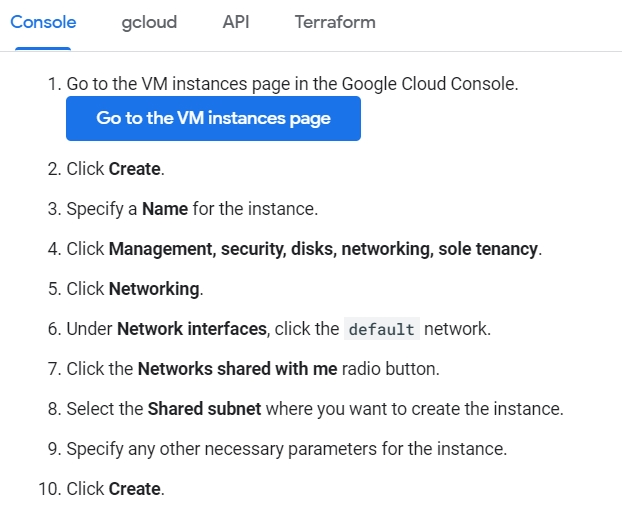 Console gcloud API Terraform
1. Go to the VM instances page in the Google Cloud Console.
Go to the VM instances page
2. Click Create.
3. Specify a Name for the instance.
4. Click Management, security, disks, networking, sole tenancy.
5. Click Networking.
6. Under Network interfaces, click the default network.
7. Click the Networks shared with me radio button.
8. Select the Shared subnet where you want to create the instance.
9. Specify any other necessary parameters for the instance.
10. Click Create.